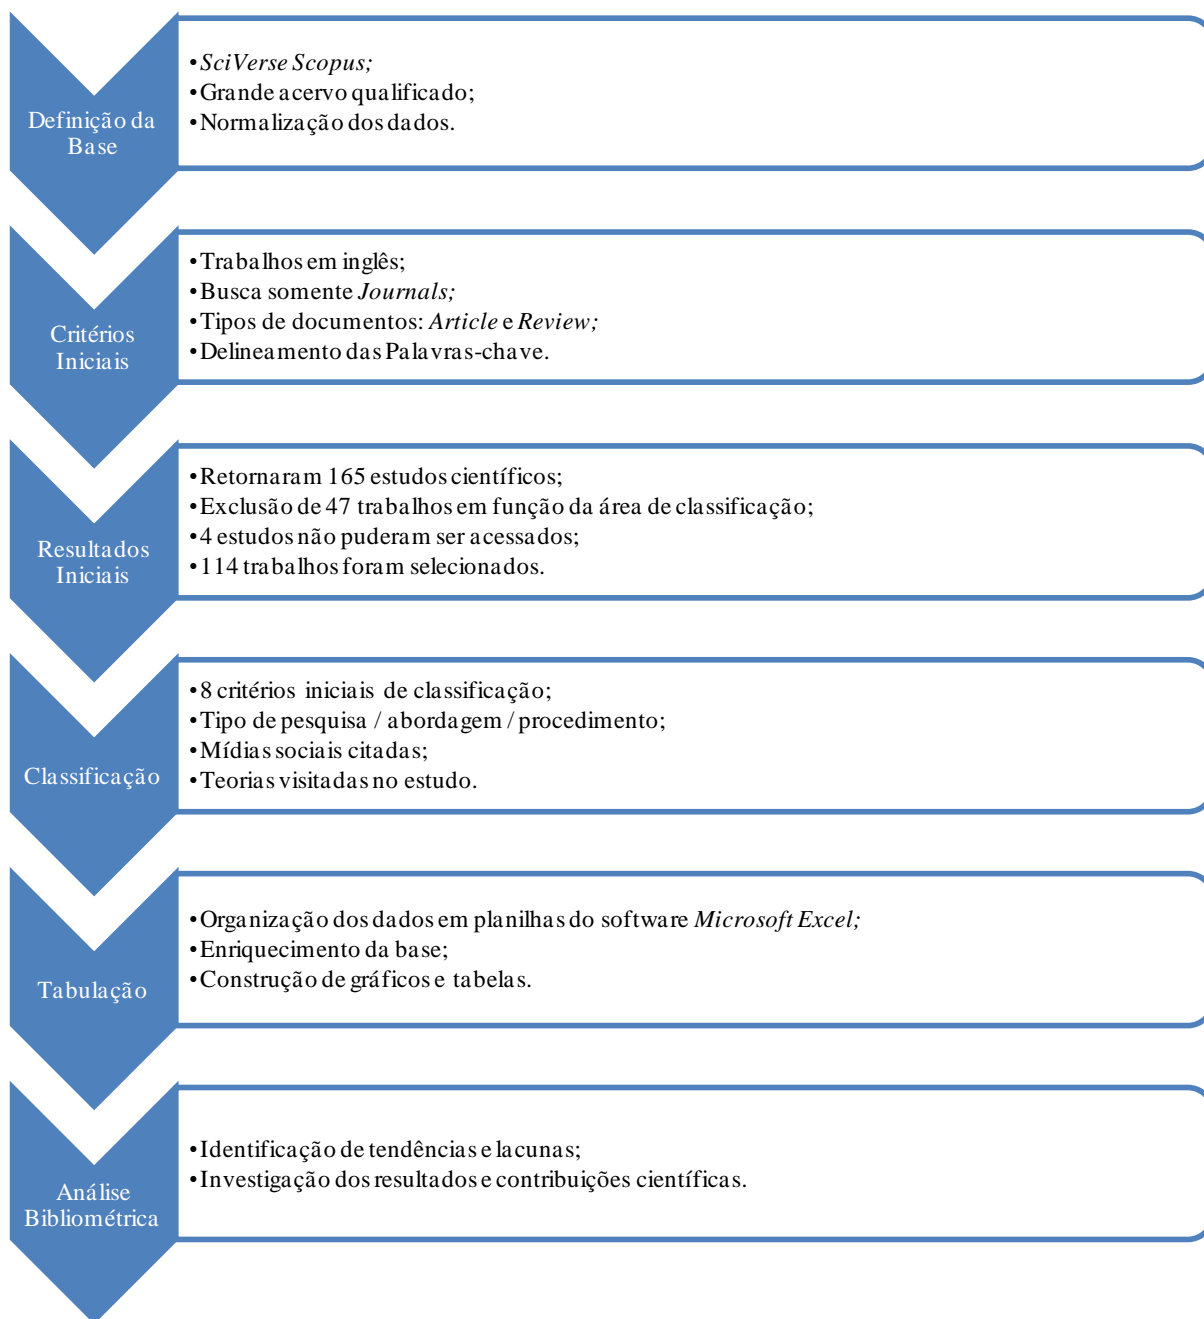 Definição da
Base
•SciVerse Scopus;
•Grande acervo qualificado;
•Normalização dos dados.
Critérios
Iniciais
•Trabalhos em inglês;
•Busca somente Journals;
•Tipos de documentos: Article e Review;
•Delineamento das Palavras-chave.
Resultados
Iniciais
•Retornaram 165 estudos científicos;
•Exclusão de 47 trabalhos em função da área de classificação;
•4 estudos não puderam ser acessados;
•114 trabalhos foram selecionados.
Classificação
•8 critérios iniciais de classificação;
•Tipo de pesquisa / abordagem / procedimento;
•Mídias sociais citadas;
•Teorias visitadas no estudo.
Tabulação
•Organização dos dados em planilhas do software Microsoft Excel;
•Enriquecimento da base;
•Construção de gráficos e tabelas.
Análise
Bibliométrica
•Identificação de tendências e lacunas;
•Investigação dos resultados e contribuições científicas.